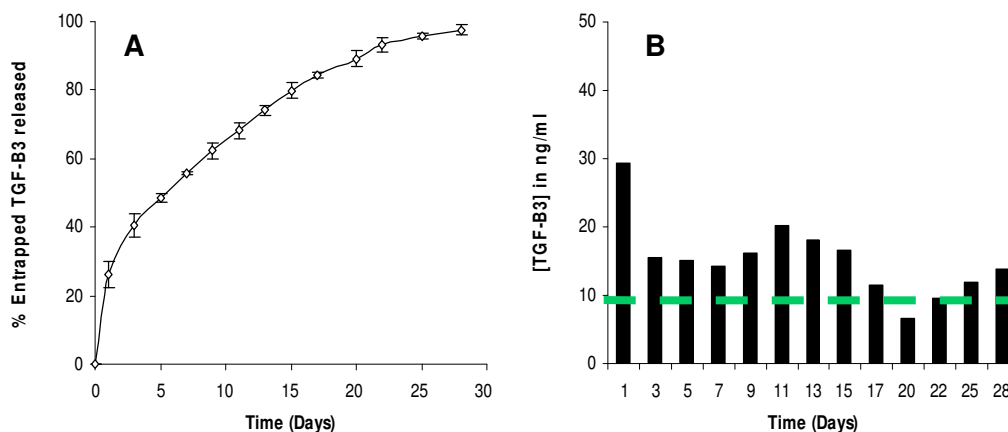 A
% Entrapped TGF-B3 released
100
80
60
40
20
0
0 5 10 15 20 25 30
Time (Days)
B
[TGF-B3] in ng/ml
50
40
30
20
10
0
1 3 5 7 9 11 13 15 17 20 22 25 28
Time (Days)